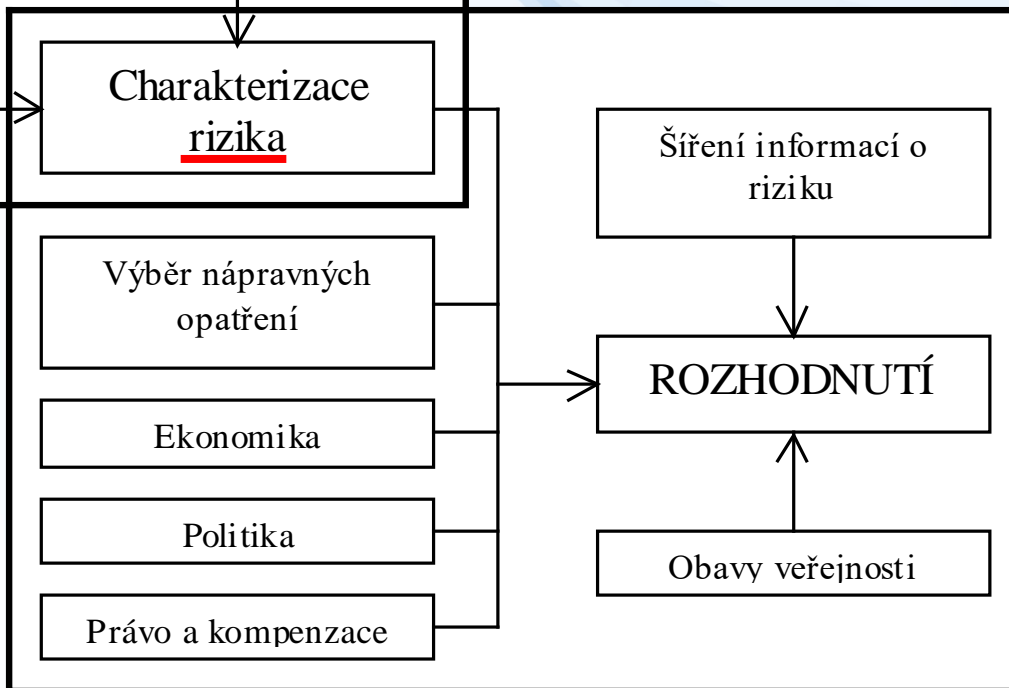 Charakterizace
rizika
Šíření informací o
riziku
Výběr nápravných
opatření
ROZHODNUTÍ
Ekonomika
Politika
Obavy veřejnosti
Právo a kompenzace